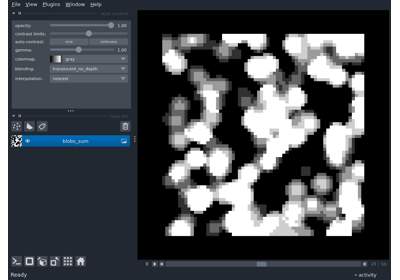 File View Plugins Window Help
opacity: 1.00
contrast limits:
auto-contrast: once continuous
gamma: 1.00
colormap: gray
blending: translucent_no_depth
interpolation: nearest
blobs_sum
Ready
activity